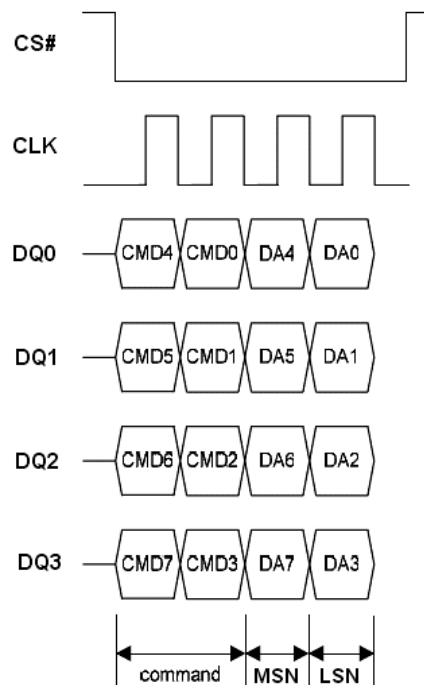 CS#
CLK
DQ0 CMD4 CMD0 DA4 DA0
DQ1 CMD5 CMD1 DA5 DA1
DQ2 CMD6 CMD2 DA6 DA2
DQ3 CMD7 CMD3 DA7 DA3
command MSN LSN